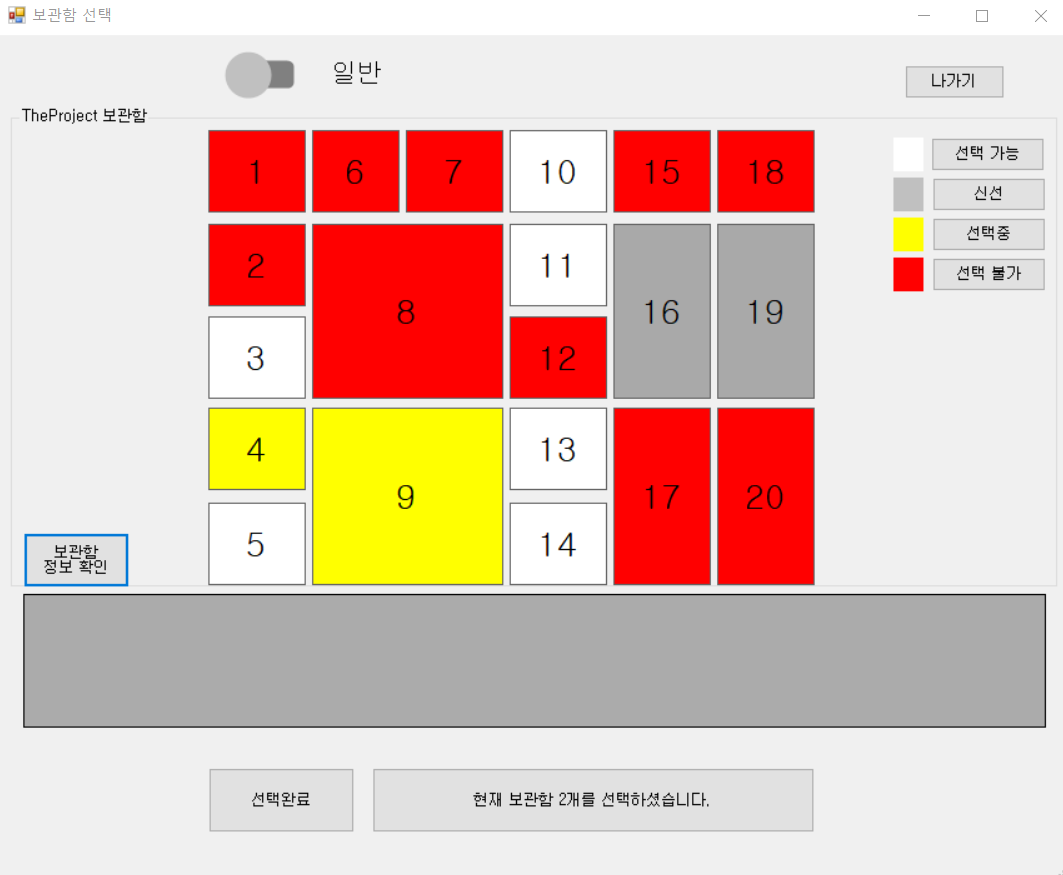 보관함 선택
일반
나가기
TheProject 보관함
1 6 7 10 15 18
선택 가능
신선
선택중
선택 불가
2 8 11 16 19
3 12
4 9 13 17 20
5 14
보관함
정보 확인
선택완료
현재 보관함 2개를 선택하셨습니다.